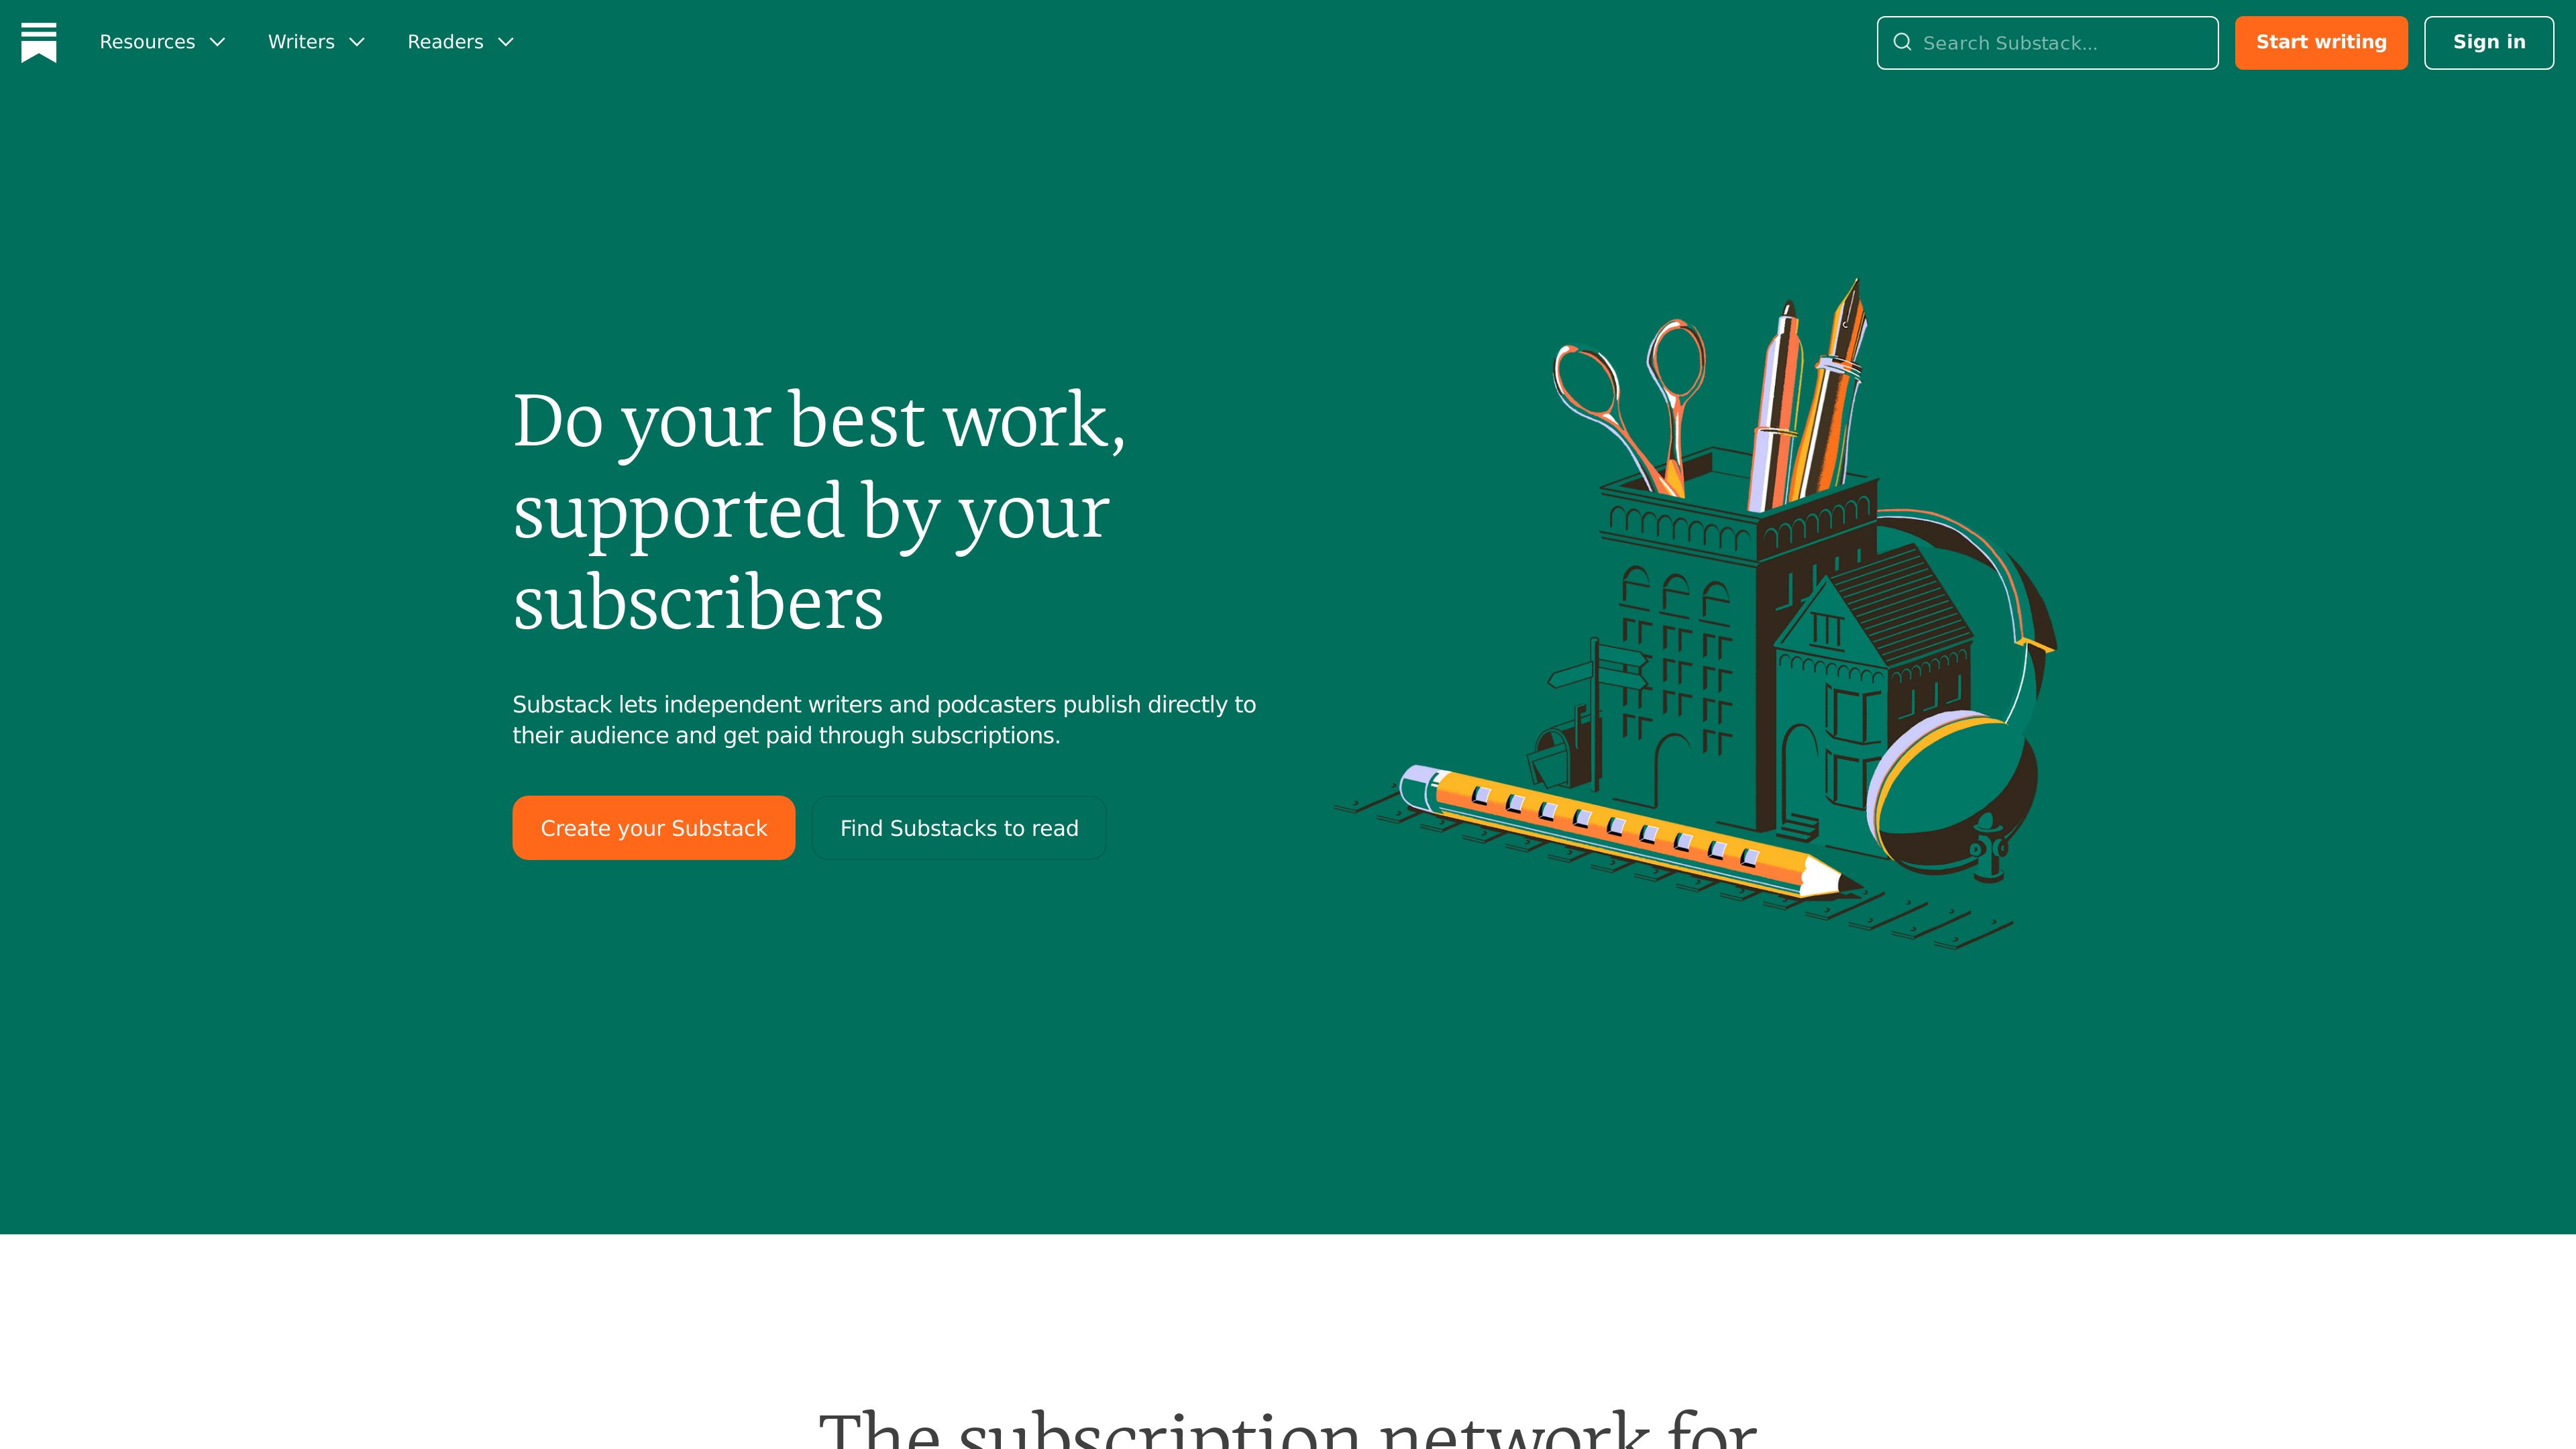 Resources
Writers
Readers
Search Substack...
Start writing
Sign in
Do your best work,
supported by your
subscribers
Substack lets independent writers and podcasters publish directly to
their audience and get paid through subscriptions.
Create your Substack
Find Substacks to read
The subscription network for